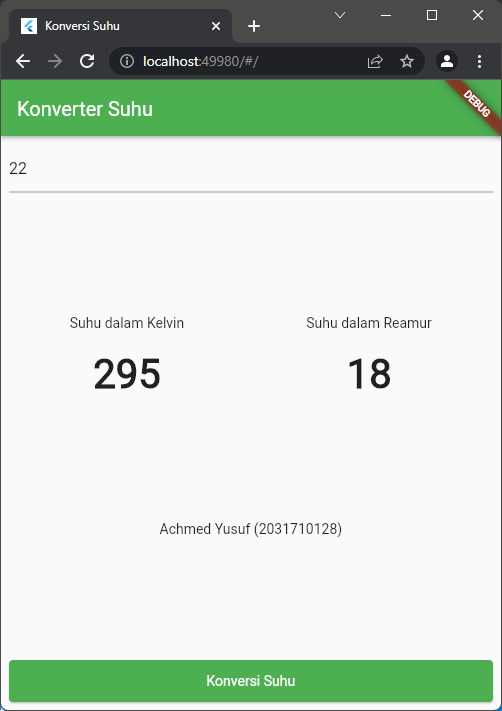 Konversi Suhu
localhost:49980/#/
Konverter Suhu
DEBUG
22
Suhu dalam Kelvin
Suhu dalam Reamur
295
18
Achmed Yusuf (2031710128)
Konversi Suhu